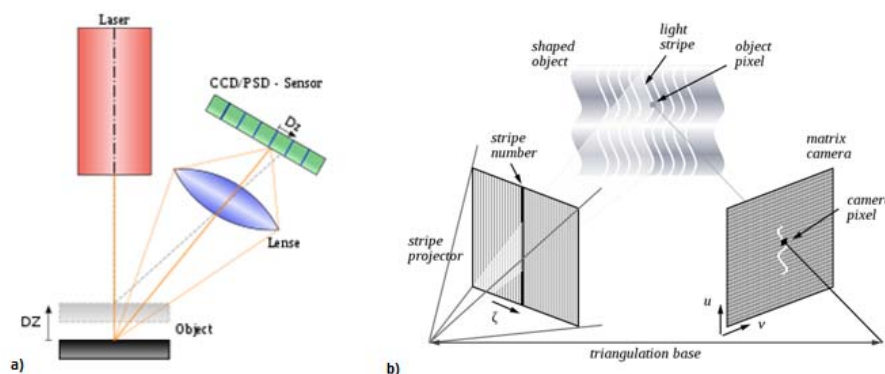 Laser
CCD/PSD - Sensor
Dz
Lense
DZ
Object
a)
shaped
object
light
stripe
object
pixel
stripe
number
matrix
camera
camera
pixel
stripe
projector
ζ
u
v
triangulation base
b)